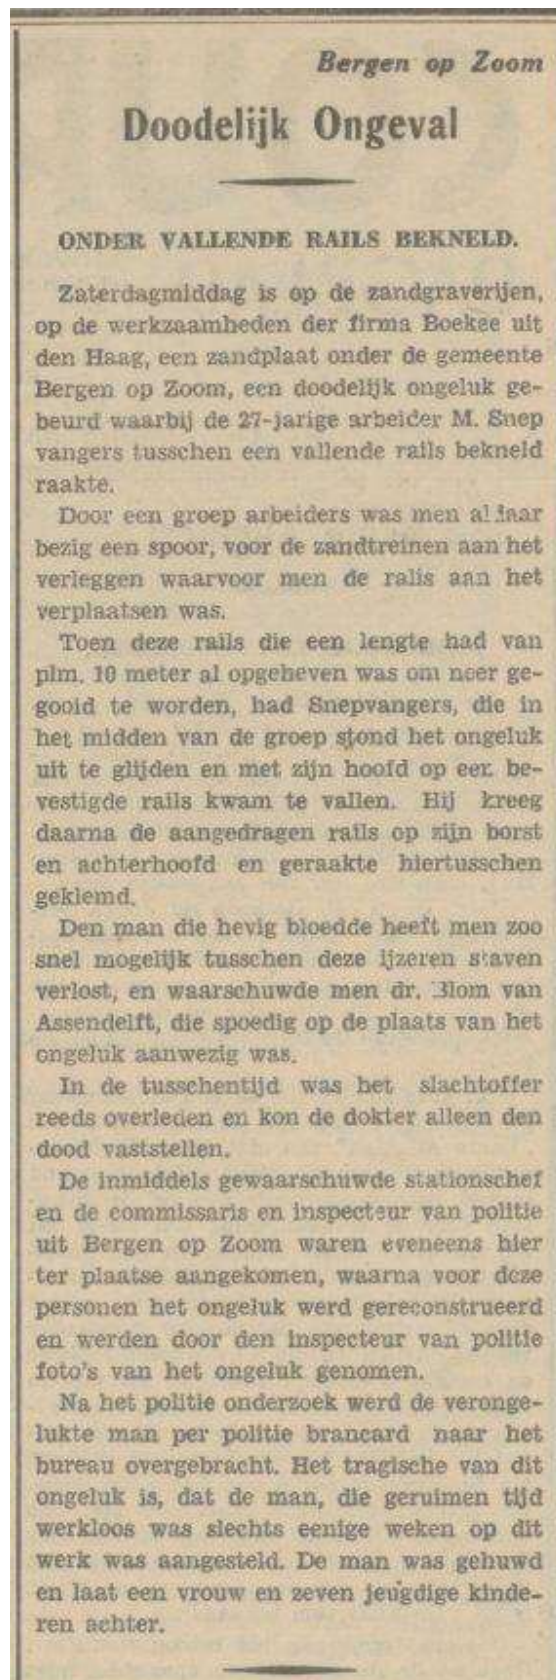 Bergen op Zoom
Doodelijk Ongeval
ONDER VALLENDE RAILS BEKNELD.
Zaterdagmiddag is op de zandgraverijen,
op de werkzaamheden der firma Boekee uit
den Haag, een zandplaat onder de gemeente
Bergen op Zoom, een doodelijk ongeluk ge-
beurd waarbij de 27-jarige arbeider M. Snep
vangers tusschen een vallende rails bekneld
raakte.
Door een groep arbeiders was men aldaar
bezig een spoor, voor de zandtreinen aan het
verleggen waarvoor men de ralis aan het
verplaatsen was.
Toen deze rails die een lengte had van
plm. 10 meter al opgeheven was om neer ge-
gooid te worden, had Snepvangers, die in
het midden van de groep stond het ongeluk
uit te glijden en met zijn hoofd op een be-
vestigde rails kwam te vallen. Hij kreeg
daarna de aangedragen rails op zijn borst
en achterhoofd en geraakte hiertusschen
geklemd.
Den man die hevig bloedde heeft men zoo
snel mogelijk tusschen deze ijzeren staven
verlost, en waarschuwde men dr. Blom van
Assendelft, die spoedig op de plaats van het
ongeluk aanwezig was.
In de tusschentijd was het slachtoffer
reeds overleden en kon de dokter alleen den
dood vaststellen.
De inmiddels gewaarschuwde stationschef
en de commissaris en inspecteur van politie
uit Bergen op Zoom waren eveneens hier
ter plaatse aangekomen, waarna voor deze
personen het ongeluk werd gereconstrueerd
en werden door den inspecteur van politie
foto's van het ongeluk genomen.
Na het politie onderzoek werd de veronge-
lukte man per politie brancard naar het
bureau overgebracht. Het tragische van dit
ongeluk is, dat de man, die geruimen tijd
werkloos was slechts eenige weken op dit
werk was aangesteld. De man was gehuwd
en laat een vrouw en zeven jeugdige kinde-
ren achter.